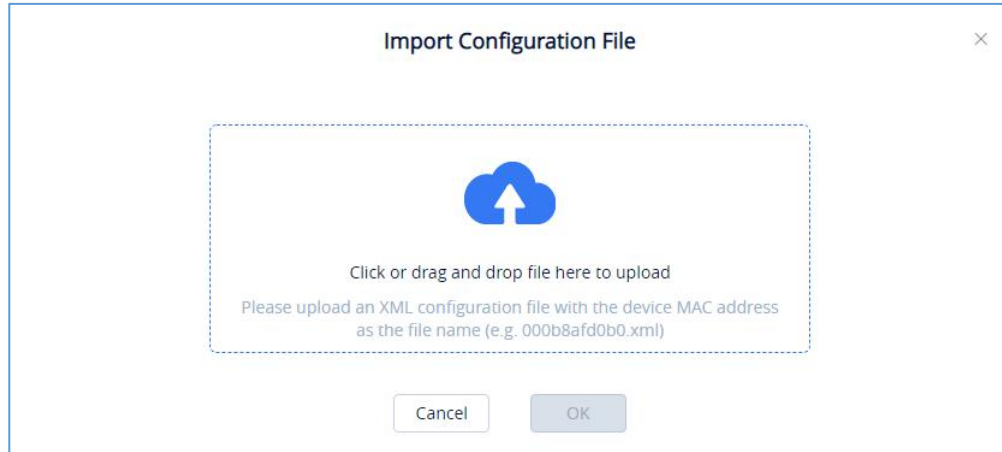 Import Configuration File
Click or drag and drop file here to upload
Please upload an XML configuration file with the device MAC address
as the file name (e.g. 000b8afd0b0.xml)
Cancel
OK